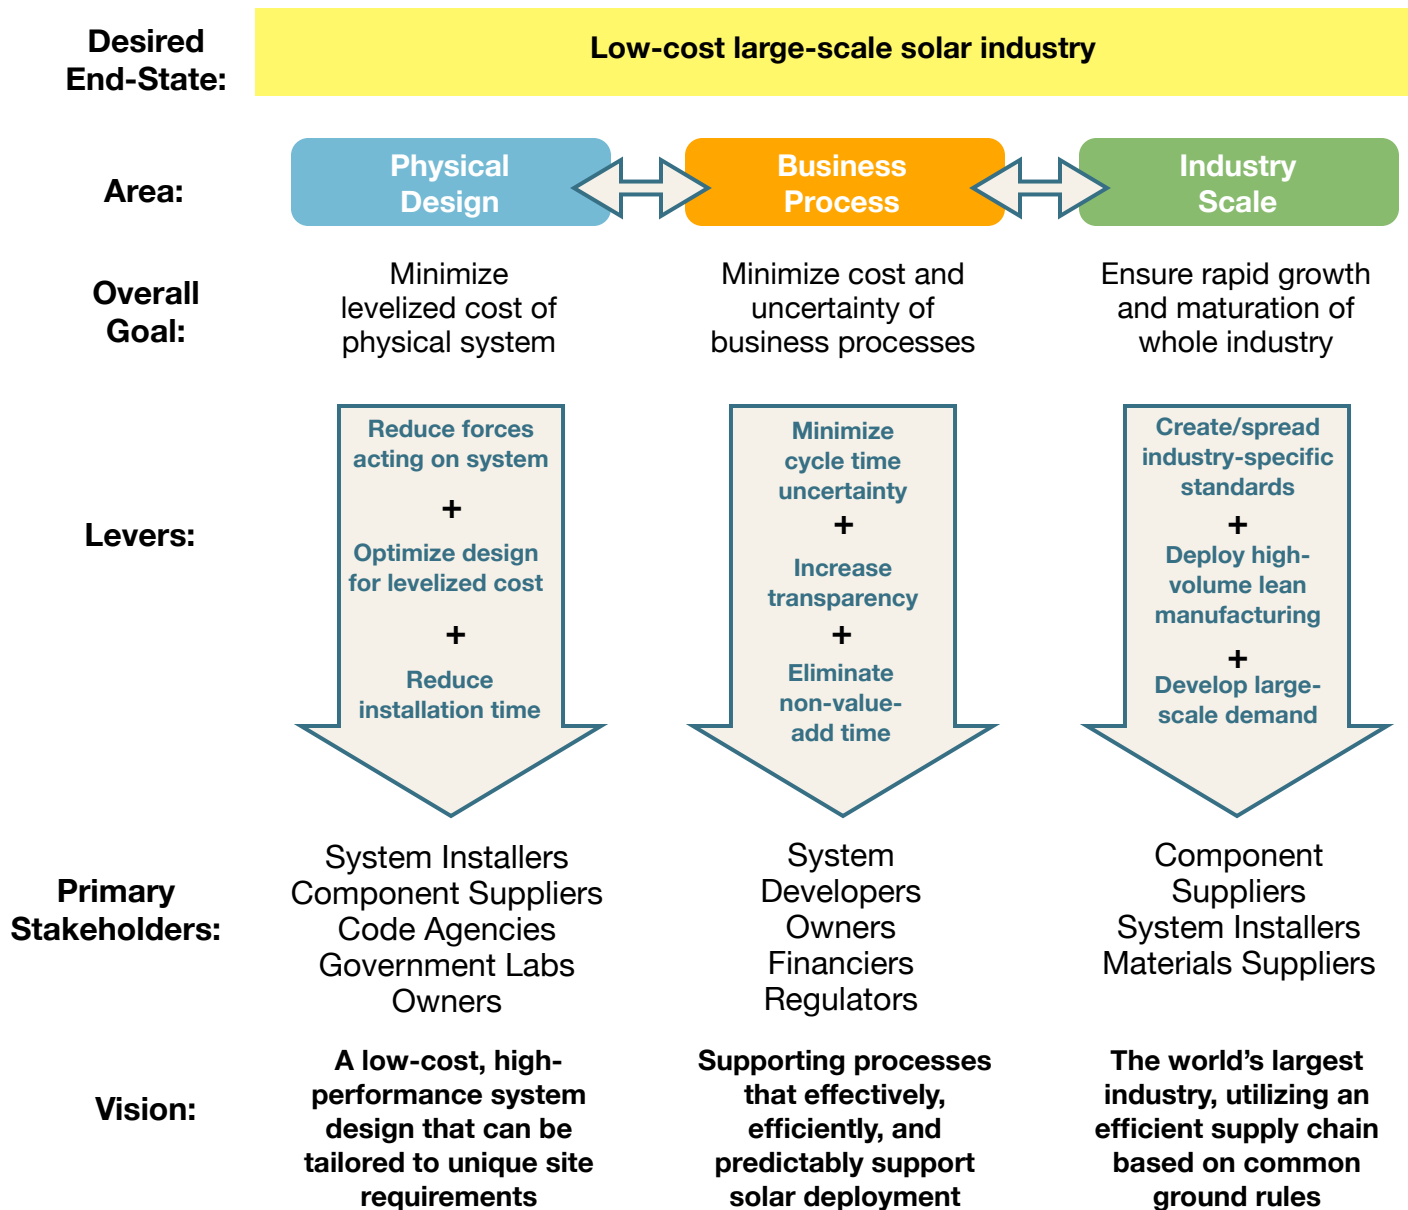 Desired
End-State:
Low-cost large-scale solar industry
Area:
Physical
Design
Business
Process
Industry
Scale
Overall
Goal:
Minimize
levelized cost of
physical system
Minimize cost and
uncertainty of
business processes
Ensure rapid growth
and maturation of
whole industry
Levers:
Reduce forces
acting on system
+
Optimize design
for levelized cost
+
Reduce
installation time
Minimize
cycle time
uncertainty
+
Increase
transparency
+
Eliminate
non-value-
add time
Create/spread
industry-specific
standards
+
Deploy high-
volume lean
manufacturing
+
Develop large-
scale demand
Primary
Stakeholders:
System Installers
Component Suppliers
Code Agencies
Government Labs
Owners
System
Developers
Owners
Financiers
Regulators
Component
Suppliers
System Installers
Materials Suppliers
Vision:
A low-cost, high-
performance system
design that can be
tailored to unique site
requirements
Supporting processes
that effectively,
efficiently, and
predictably support
solar deployment
The world’s largest
industry, utilizing an
efficient supply chain
based on common
ground rules